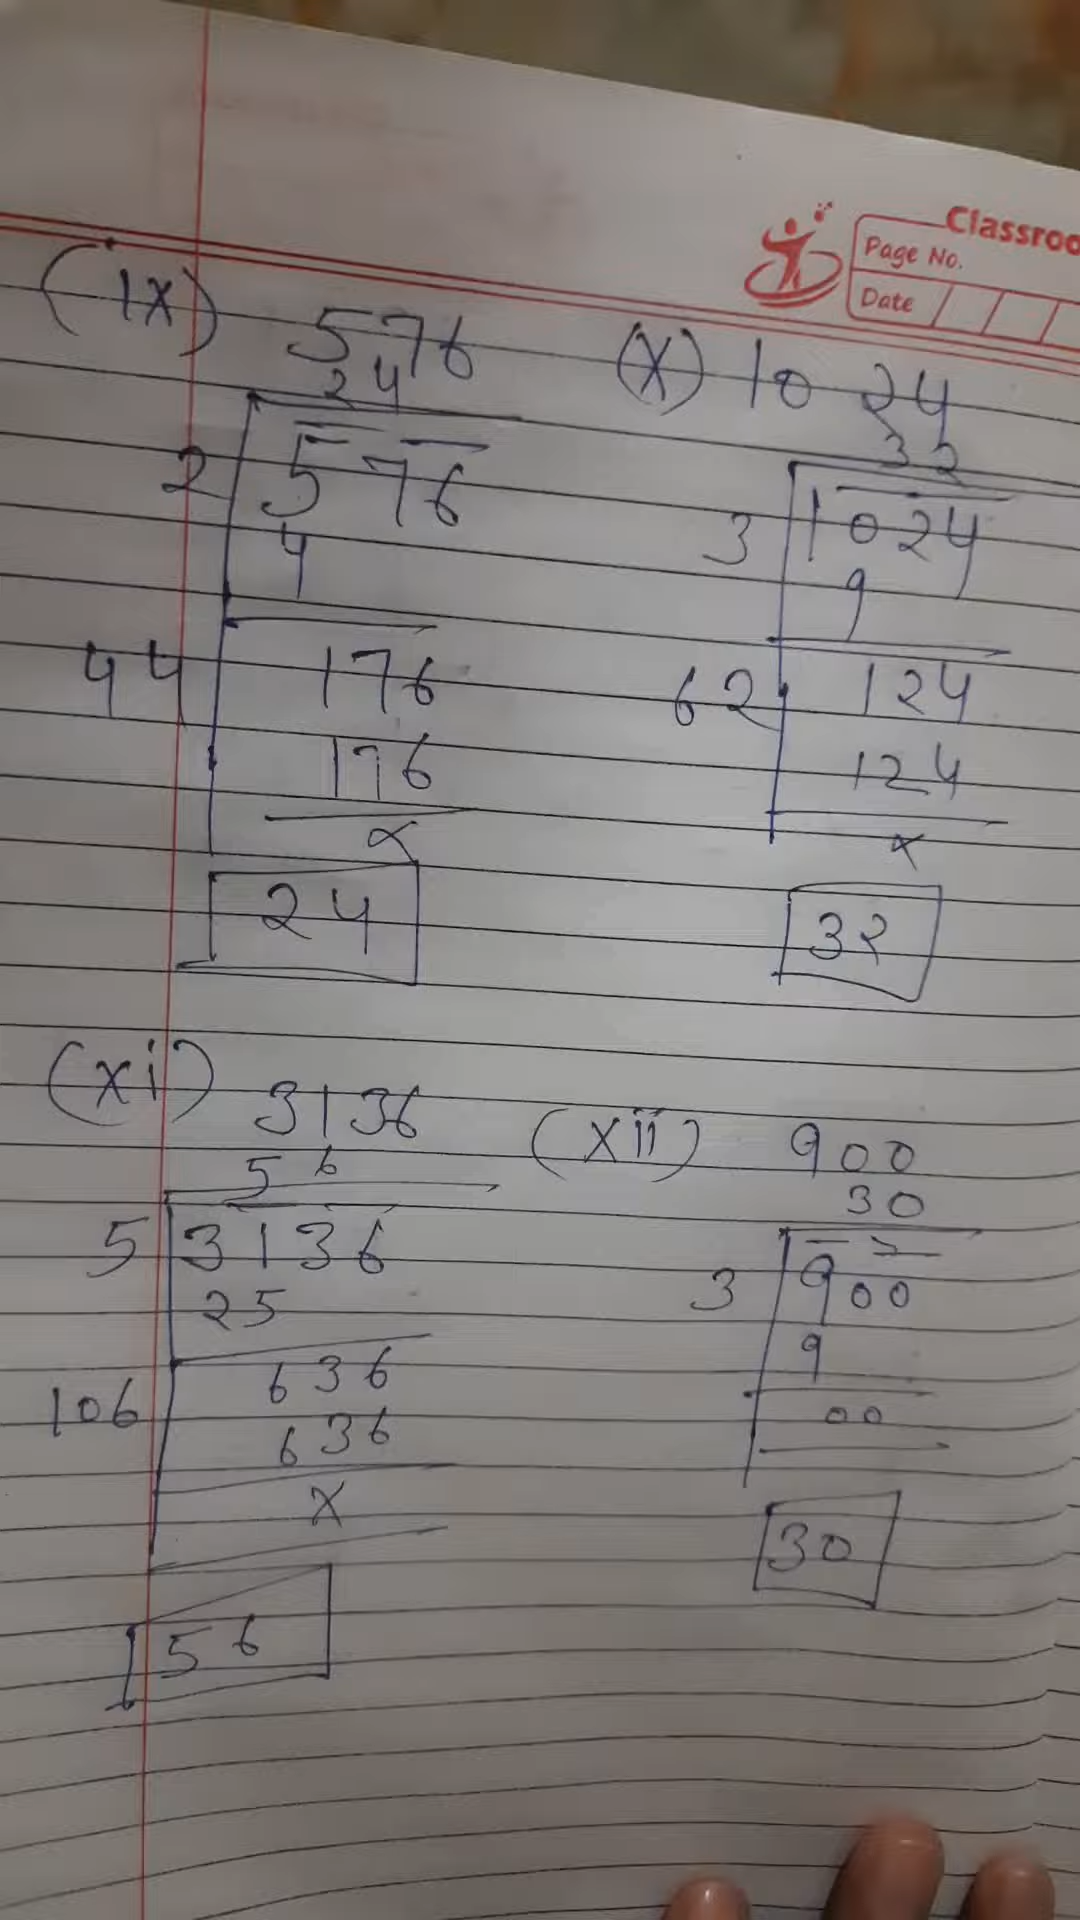 Classroo
Page No.
Date
(ix) 576
24
2 576
4
44 176
176
x
24
(x) 1024
32
3 1024
9
62 124
124
x
32
(xi) 3136
56
5 3136
25
106 636
636
x
56
(xii) 900
30
3 900
9
00
30